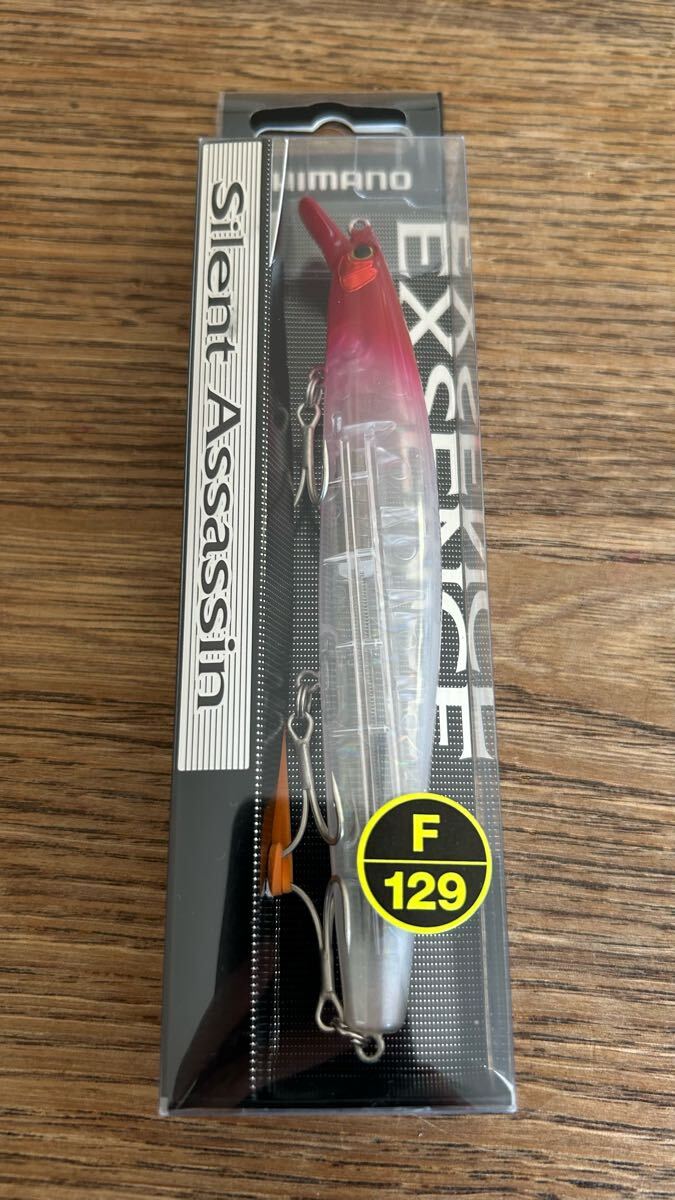 SHIMANO
EXSENCE
Silent Assassin
F
129